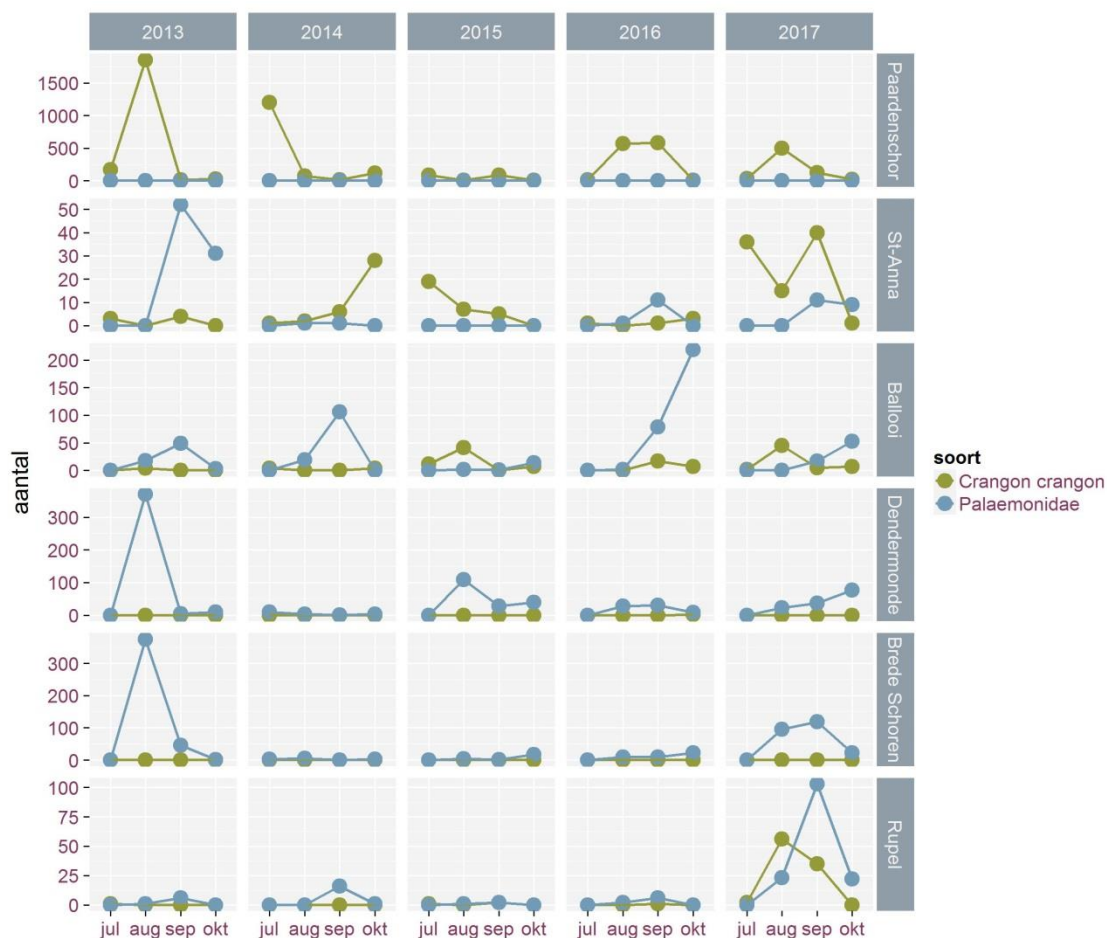 2013 2014 2015 2016 2017
1500
1000
500
0
Paardenschor
50
40
30
20
10
0
St-Anna
200
150
100
50
0
Ballooi
300
200
100
0
Dendermonde
300
200
100
0
Brede Schoren
100
75
50
25
0
Rupel
jul aug sep okt jul aug sep okt jul aug sep okt jul aug sep okt jul aug sep okt
aantal
soort
Crangon crangon
Palaemonidae